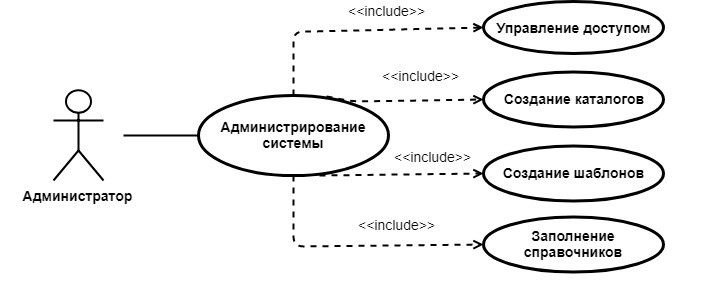 <<include>>
Управление доступом
<<include>>
Создание каталогов
Администрирование
системы
<<include>>
Создание шаблонов
Администратор
<<include>>
Заполнение
справочников